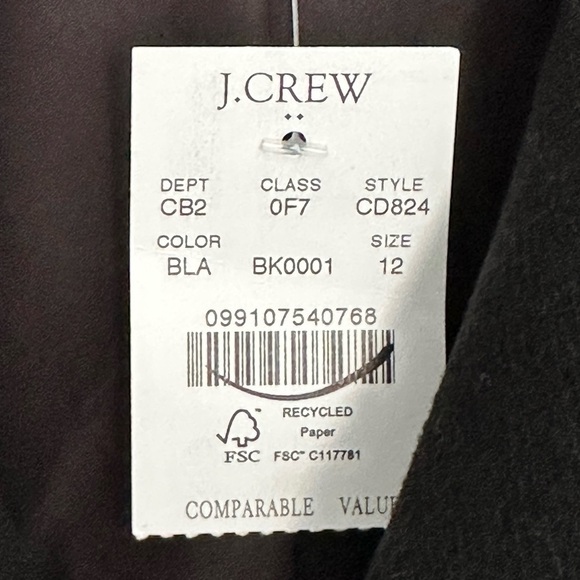 J.CREW
DEPT CLASS STYLE
CB2 0F7 CD824
COLOR SIZE
BLA BK0001 12
099107540768
RECYCLED
Paper
FSC™ FSC™ C117781
COMPARABLE VALUE